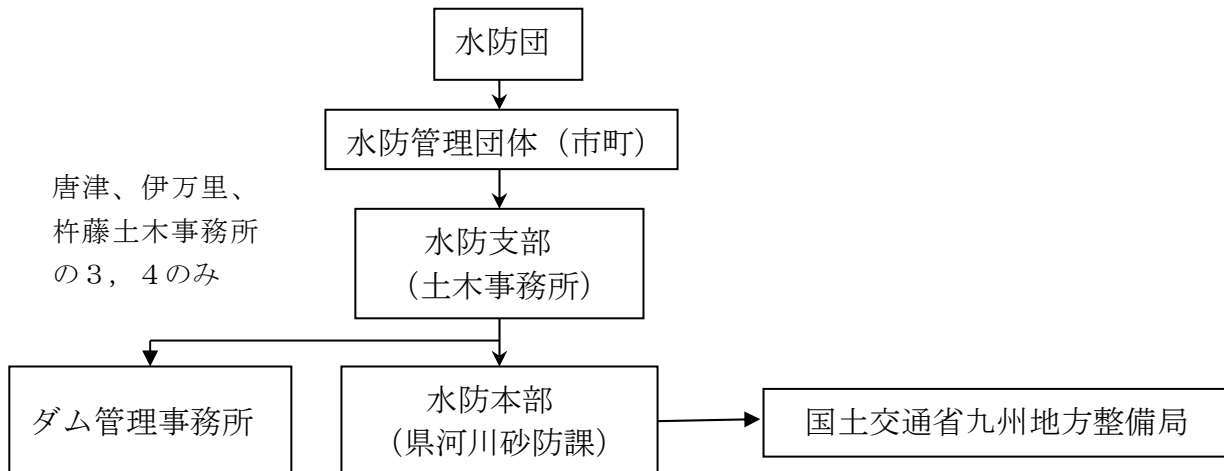 水防団
水防管理団体（市町）
唐津、伊万里、
杵藤土木事務所
の３，４のみ
水防支部
（土木事務所）
ダム管理事務所
水防本部
（県河川砂防課）
国土交通省九州地方整備局